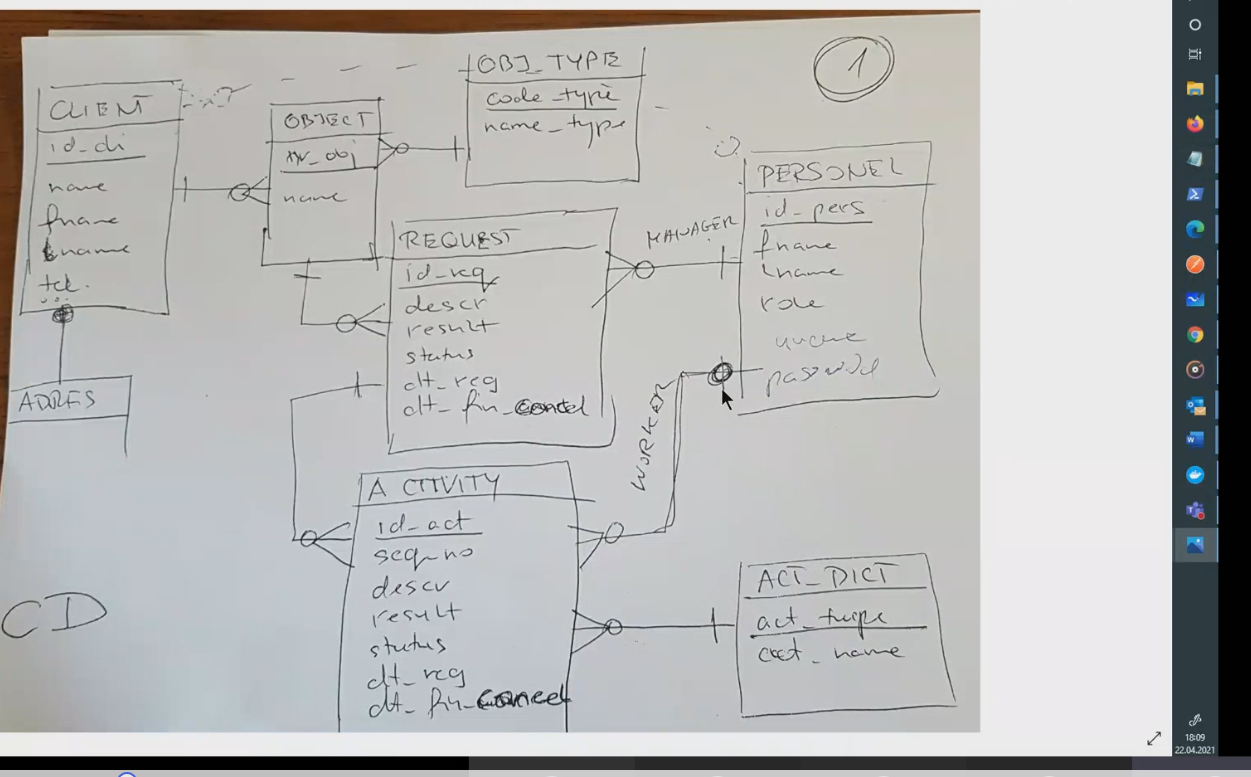 1
CLIENT
id_cli
name
fname
lname
tel.
...
ADRES
OBJECT
nr_obj
name
OBJ_TYPE
code_type
name_type
REQUEST
id_req
descr
result
status
dt_reg
dt_fin_cancel
MANAGER
PERSONEL
id_pers
fname
lname
role
uname
password
WORKER
ACTIVITY
id_act
seq_no
descr
result
status
dt_reg
dt_fin_cancel
ACT_DICT
act_type
act_name
CD
18:09
22.04.2021